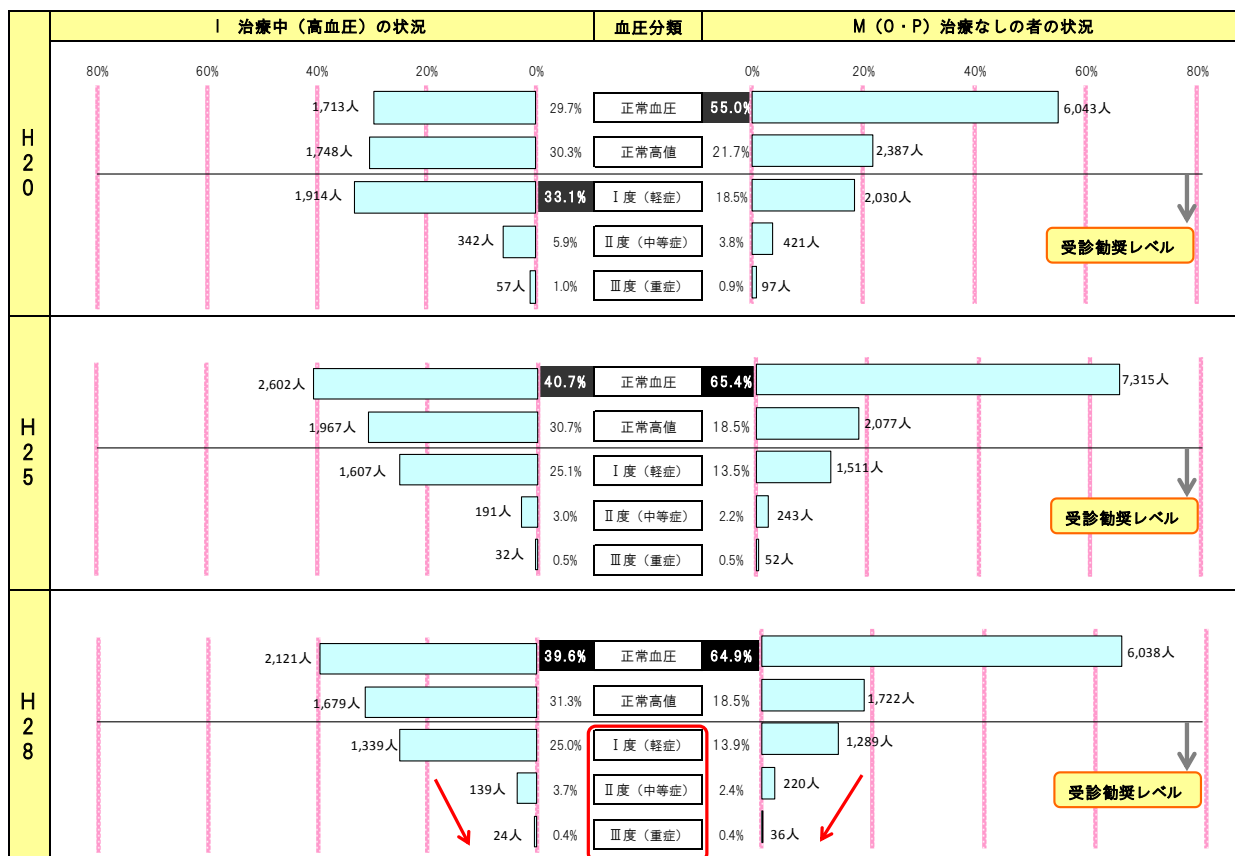 Ⅰ 治療中（高血圧）の状況 血圧分類 M（O・P）治療なしの者の状況
H20
80% 60% 40% 20% 0% 0% 20% 40% 60% 80%
1,713人 29.7% 正常血圧 55.0% 6,043人
1,748人 30.3% 正常高値 21.7% 2,387人
1,914人 33.1% Ⅰ度（軽症） 18.5% 2,030人
342人 5.9% Ⅱ度（中等症） 3.8% 421人
受診勧奨レベル
57人 1.0% Ⅲ度（重症） 0.9% 97人
H25
2,602人 40.7% 正常血圧 65.4% 7,315人
1,967人 30.7% 正常高値 18.5% 2,077人
1,607人 25.1% Ⅰ度（軽症） 13.5% 1,511人
191人 3.0% Ⅱ度（中等症） 2.2% 243人
受診勧奨レベル
32人 0.5% Ⅲ度（重症） 0.5% 52人
H28
2,121人 39.6% 正常血圧 64.9% 6,038人
1,679人 31.3% 正常高値 18.5% 1,722人
1,339人 25.0% Ⅰ度（軽症） 13.9% 1,289人
139人 3.7% Ⅱ度（中等症） 2.4% 220人
受診勧奨レベル
24人 0.4% Ⅲ度（重症） 0.4% 36人